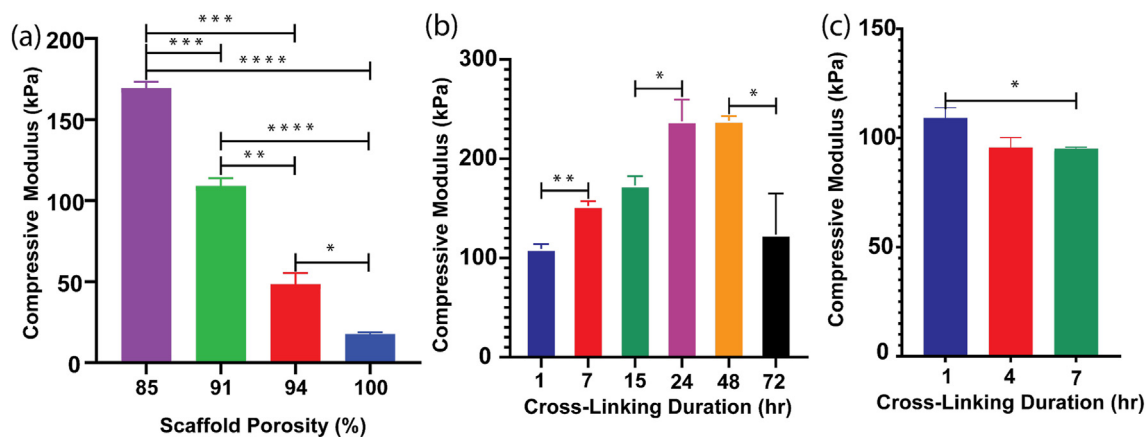 (a)
Compressive Modulus (kPa)
200
150
100
50
0
***
***
****
****
**
*
85 91 94 100
Scaffold Porosity (%)
(b)
Compressive Modulus (kPa)
300
200
100
0
**
*
*
1 7 15 24 48 72
Cross-Linking Duration (hr)
(c)
Compressive Modulus (kPa)
150
100
50
0
*
1 4 7
Cross-Linking Duration (hr)